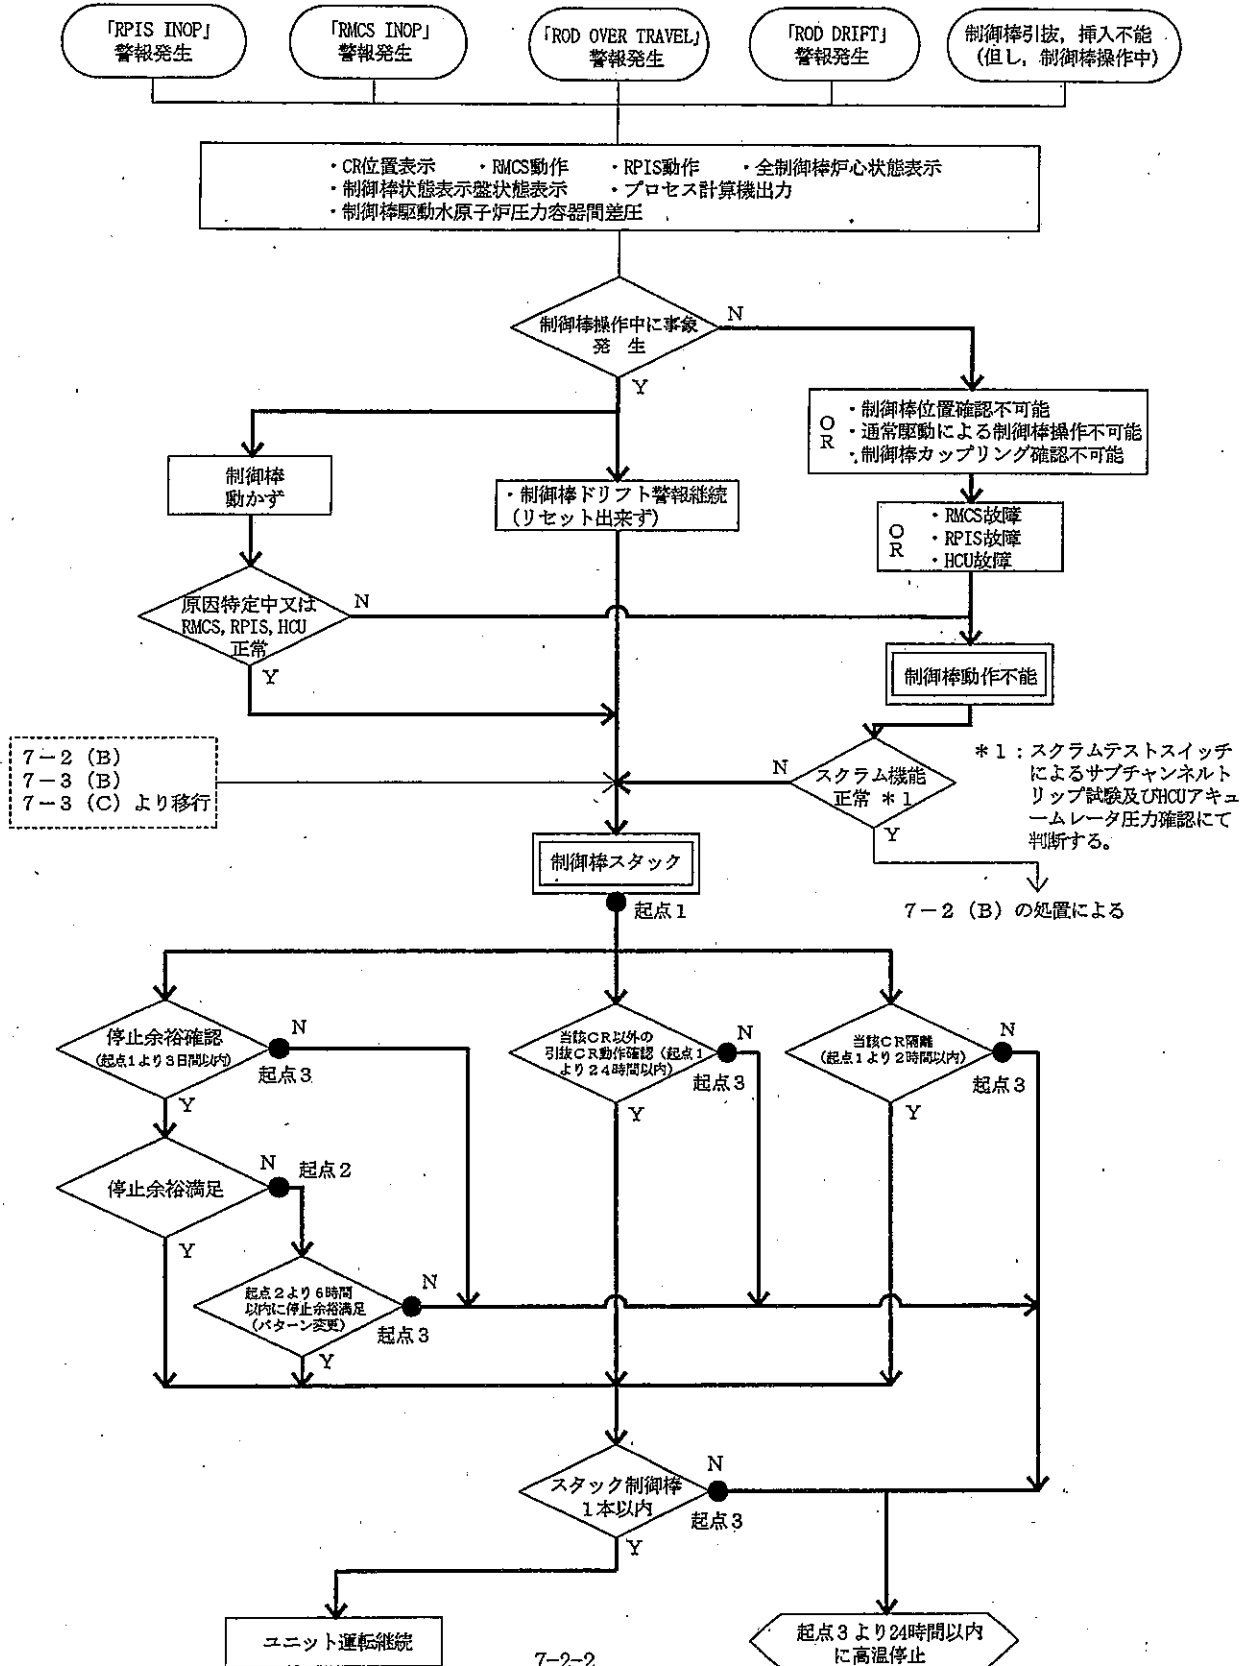 「RPIS INOP」
警報発生
「RMCS INOP」
警報発生
「ROD OVER TRAVEL」
警報発生
「ROD DRIFT」
警報発生
制御棒引抜，挿入不能
(但し，制御棒操作中)
・CR位置表示 ・RMCS動作 ・RPIS動作 ・全制御棒炉心状態表示
・制御棒状態表示盤状態表示 ・プロセス計算機出力
・制御棒駆動水原子炉圧力容器間差圧
制御棒操作中に事象
発 生
N
Y
OR
・制御棒位置確認不可能
・通常駆動による制御棒操作不可能
・制御棒カップリング確認不可能
制御棒
動かず
・制御棒ドリフト警報継続
(リセット出来ず)
OR
・RMCS故障
・RPIS故障
・HCU故障
原因特定中又は
RMCS, RPIS, HCU
正常
N
Y
制御棒動作不能
7－2（B）
7－3（B）
7－3（C）より移行
スクラム機能
正常 ＊1
N
Y
＊1：スクラムテストスイッチ
によるサブチャンネルト
リップ試験及びHCUアキュ
ームレータ圧力確認にて
判断する。
制御棒スタック
起点1
7－2（B）の処置による
停止余裕確認
(起点1より3日間以内)
N
起点3
Y
当該CR以外の
引抜CR動作確認（起点1
より24時間以内）
N
起点3
Y
当該CR隔離
(起点1より2時間以内)
N
起点3
Y
停止余裕満足
N
起点2
Y
起点2より6時間
以内に停止余裕満足
(パターン変更)
N
起点3
Y
スタック制御棒
1本以内
N
起点3
Y
ユニット運転継続
起点3より24時間以内
に高温停止
7-2-2